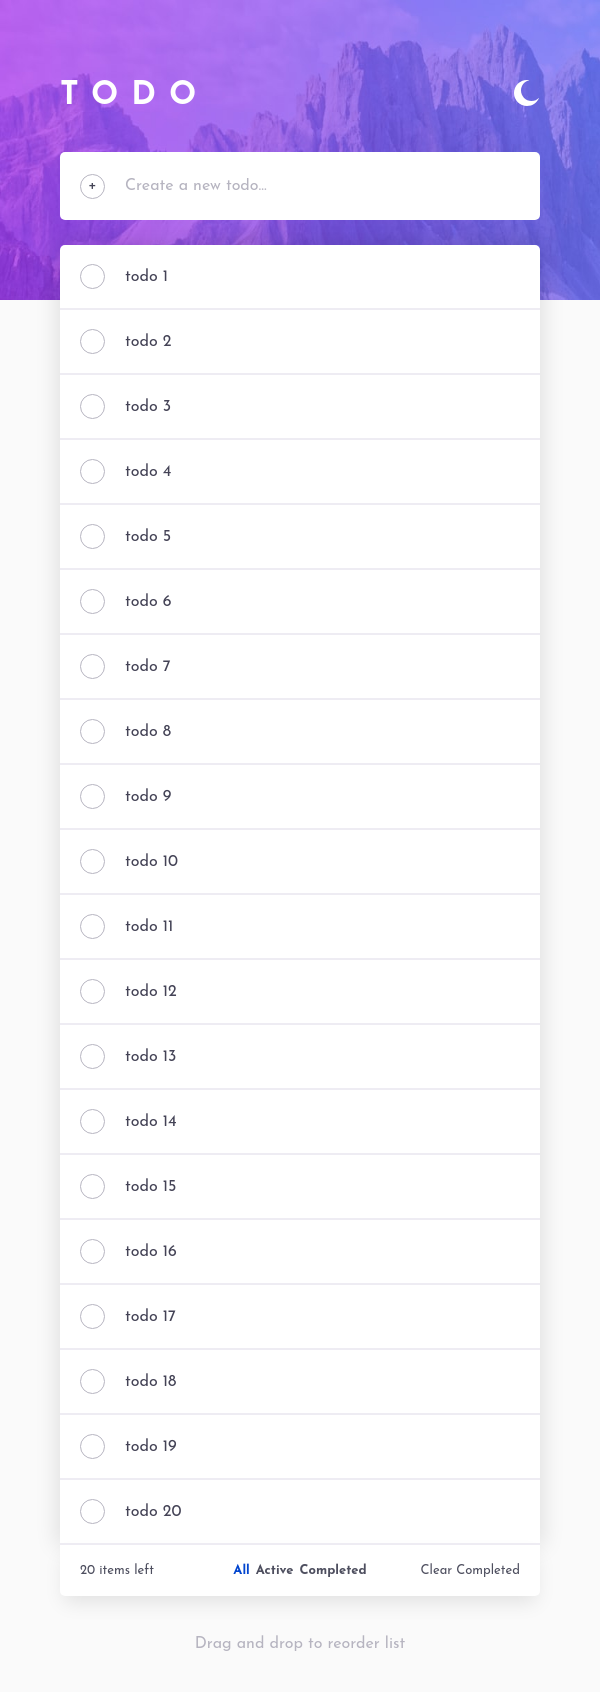 TODO
+ Create a new todo...
todo 1
todo 2
todo 3
todo 4
todo 5
todo 6
todo 7
todo 8
todo 9
todo 10
todo 11
todo 12
todo 13
todo 14
todo 15
todo 16
todo 17
todo 18
todo 19
todo 20
20 items left All Active Completed Clear Completed
Drag and drop to reorder list